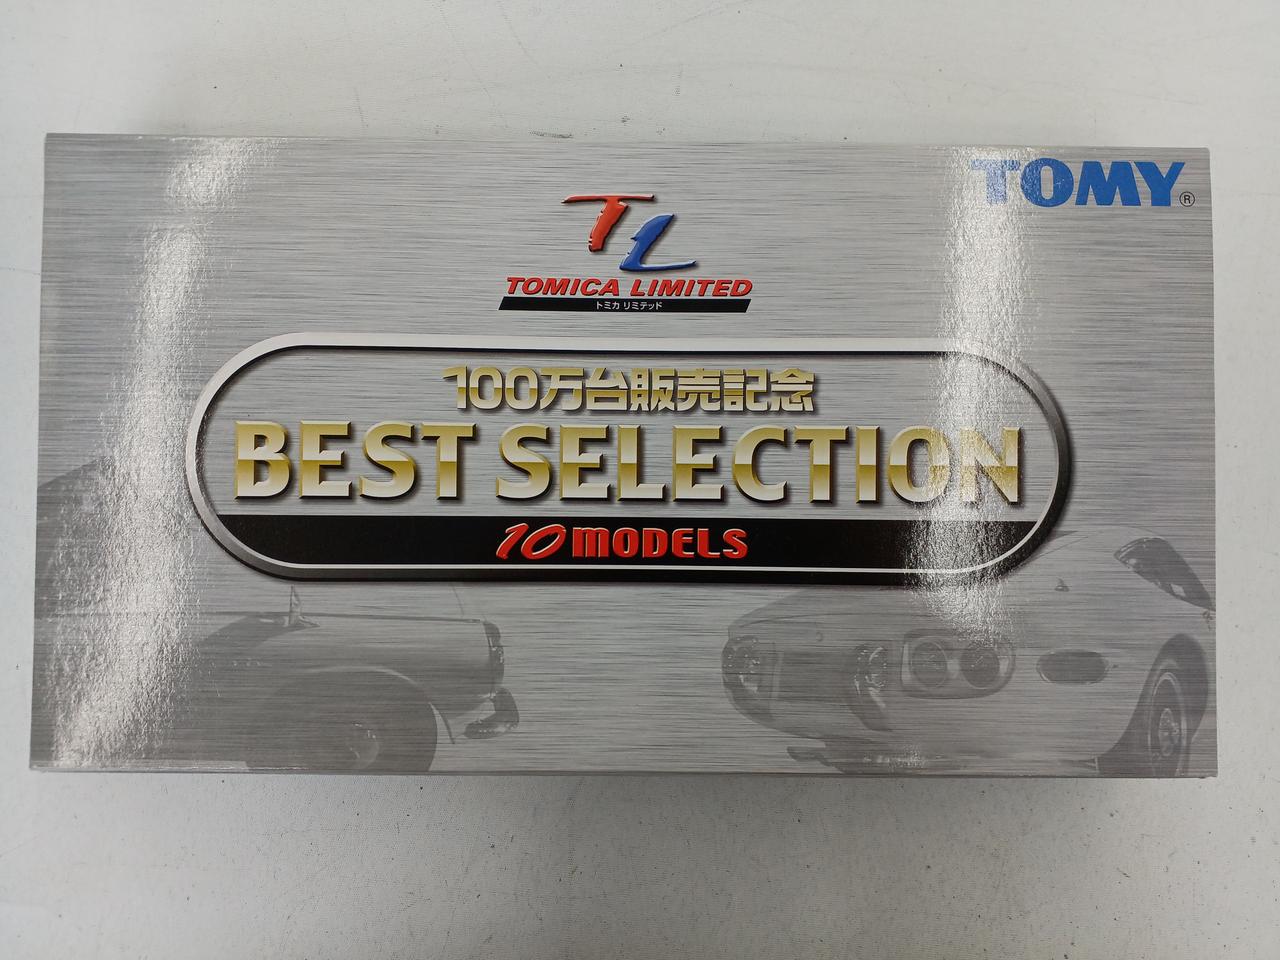 TOMY®
TL
TOMICA LIMITED
トミカ リミテッド
100万台販売記念
BEST SELECTION
10 MODELS